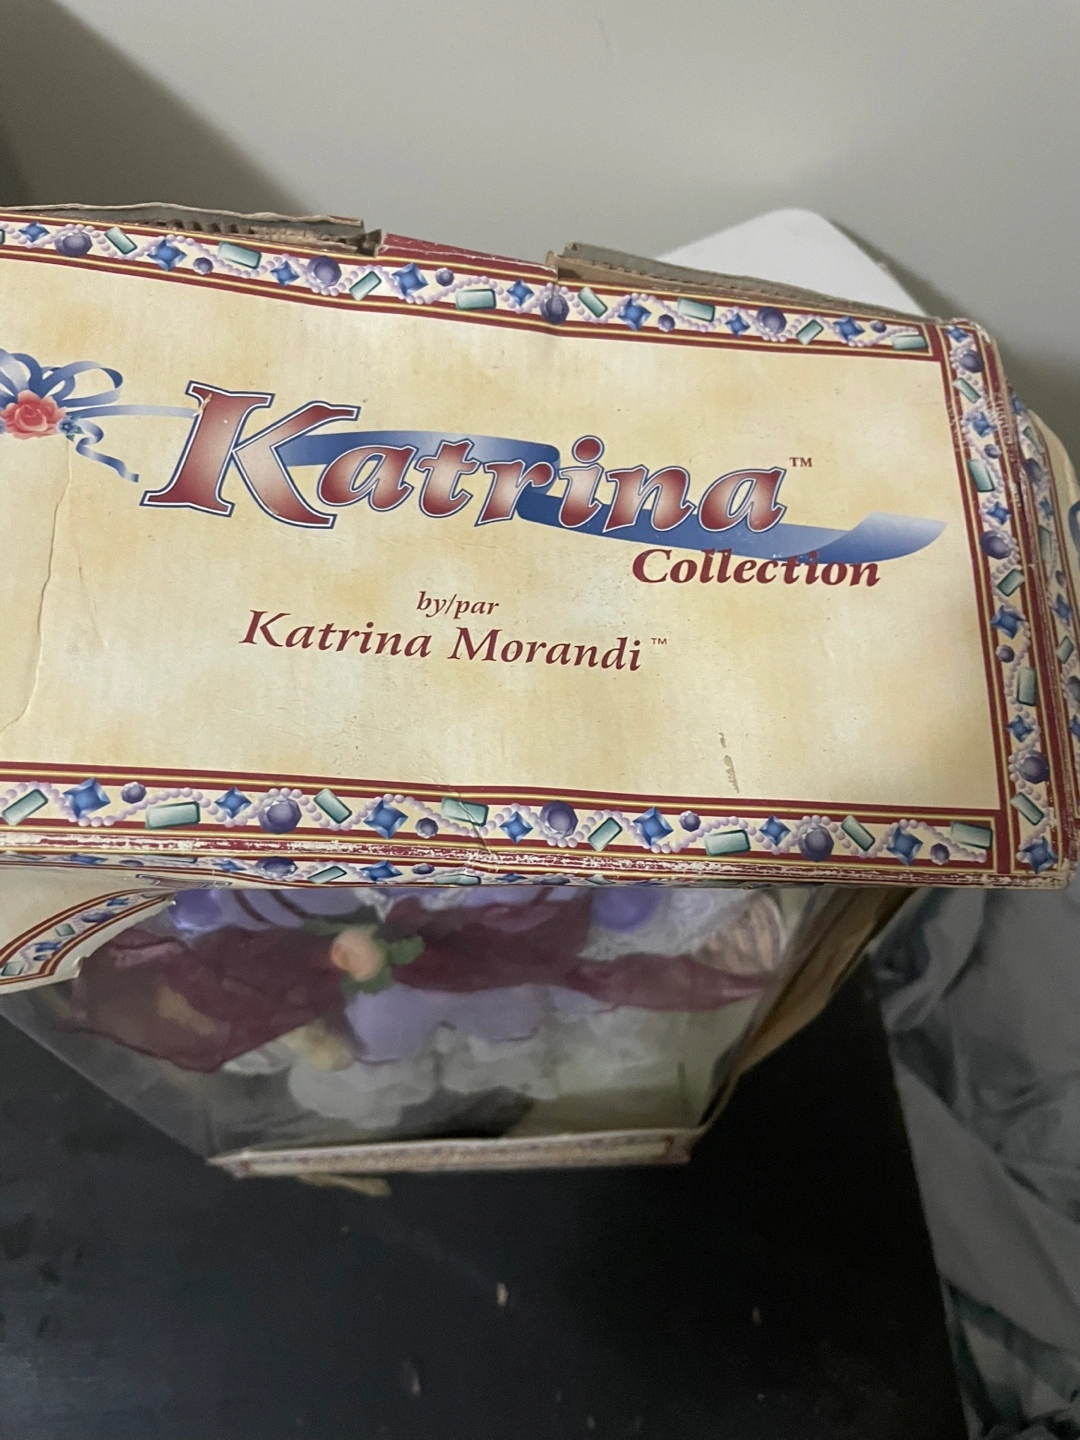 Katrina™
Collection
by/par
Katrina Morandi™